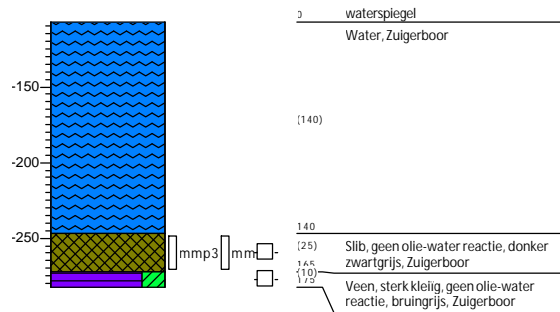 0 waterspiegel
Water, Zuigerboor
-150
(140)
-200
140
-250
mmp3
mm
(25) Slib, geen olie-water reactie, donker
zwartgrijs, Zuigerboor
165
(10)
175
Veen, sterk kleiïg, geen olie-water
reactie, bruingrijs, Zuigerboor